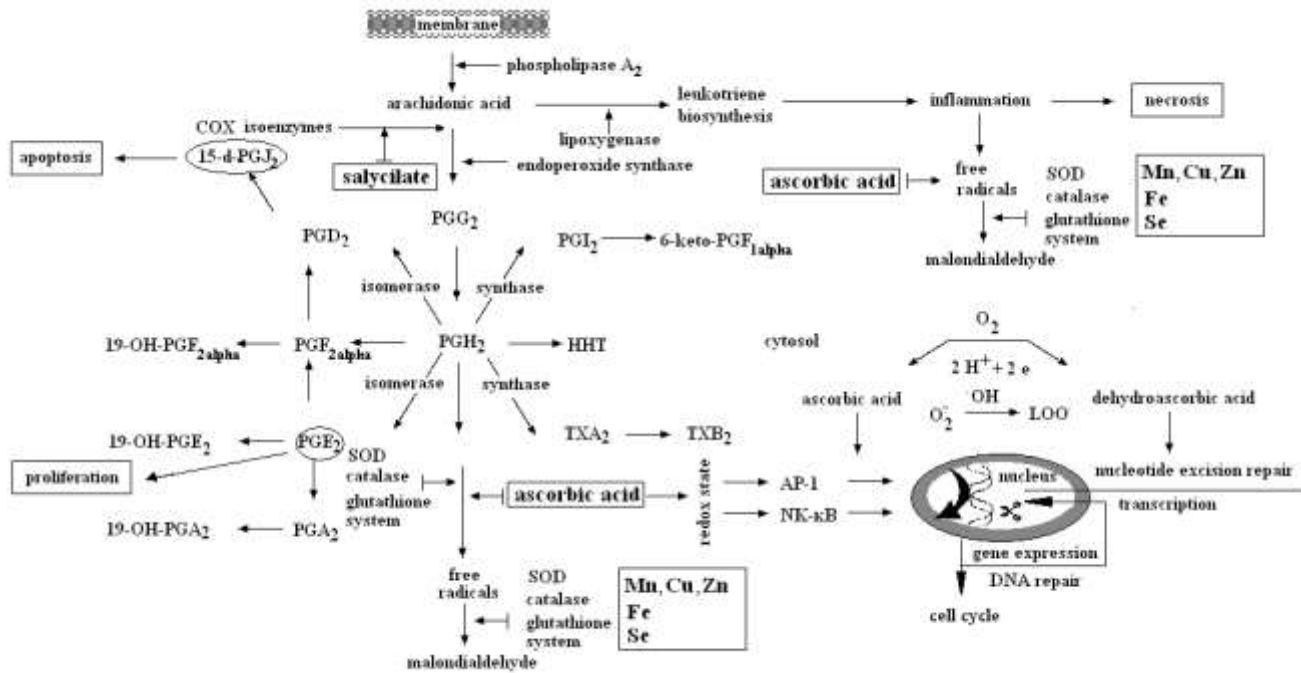 membrane
phospholipase A2
arachidonic acid
leukotriene
biosynthesis
inflammation
necrosis
COX isoenzymes
lipoxygenase
apoptosis
15-d-PGJ2
endoperoxide synthase
salycilate
ascorbic acid
free
radicals
SOD
catalase
glutathione
system
Mn, Cu, Zn
Fe
Se
malondialdehyde
PGD2
PGG2
PGI2
6-keto-PGF1alpha
isomerase
synthase
19-OH-PGF2alpha
PGF2alpha
PGH2
HHT
cytosol
O2
2 H+ + 2 e
isomerase
synthase
ascorbic acid
O2-
·OH
LOO
dehydroascorbic acid
19-OH-PGE2
PGE2
TXA2
TXB2
proliferation
SOD
catalase
glutathione
system
ascorbic acid
redox state
AP-1
NK-κB
nucleus
nucleotide excision repair
transcription
19-OH-PGA2
PGA2
gene expression
DNA repair
cell cycle
free
radicals
SOD
catalase
glutathione
system
Mn, Cu, Zn
Fe
Se
malondialdehyde